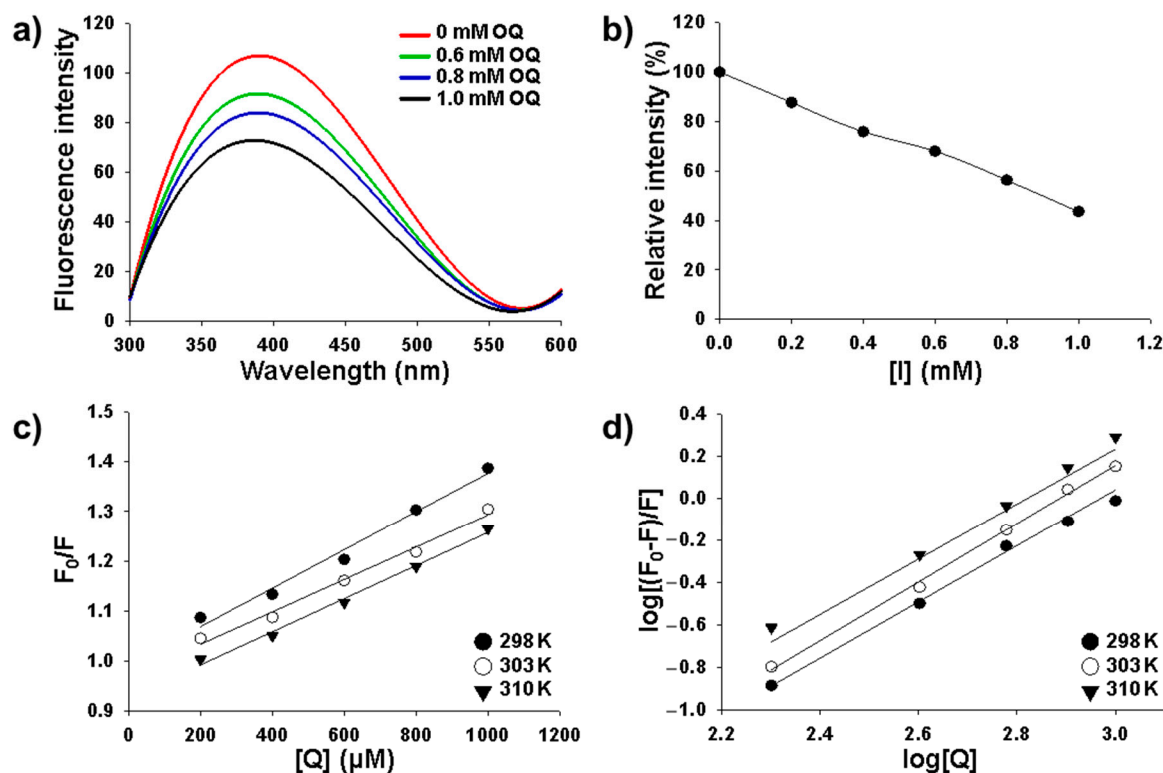 a)
Fluorescence intensity
120
100
80
60
40
20
0
300 350 400 450 500 550 600
Wavelength (nm)
0 mM OQ
0.6 mM OQ
0.8 mM OQ
1.0 mM OQ
b)
Relative intensity (%)
120
100
80
60
40
20
0
0.0 0.2 0.4 0.6 0.8 1.0 1.2
[I] (mM)
c)
F0/F
1.5
1.4
1.3
1.2
1.1
1.0
0.9
0 200 400 600 800 1000 1200
[Q] (µM)
298 K
303 K
310 K
d)
log[(F0-F)/F]
0.4
0.2
0.0
−0.2
−0.4
−0.6
−0.8
−1.0
2.2 2.4 2.6 2.8 3.0
log[Q]
298 K
303 K
310 K